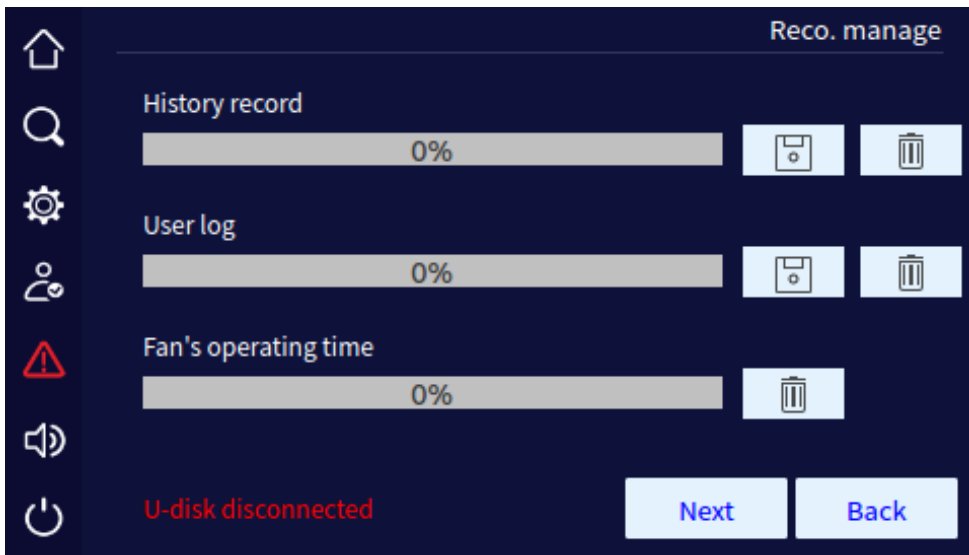 Reco. manage
History record
0%
User log
0%
Fan's operating time
0%
U-disk disconnected
Next
Back